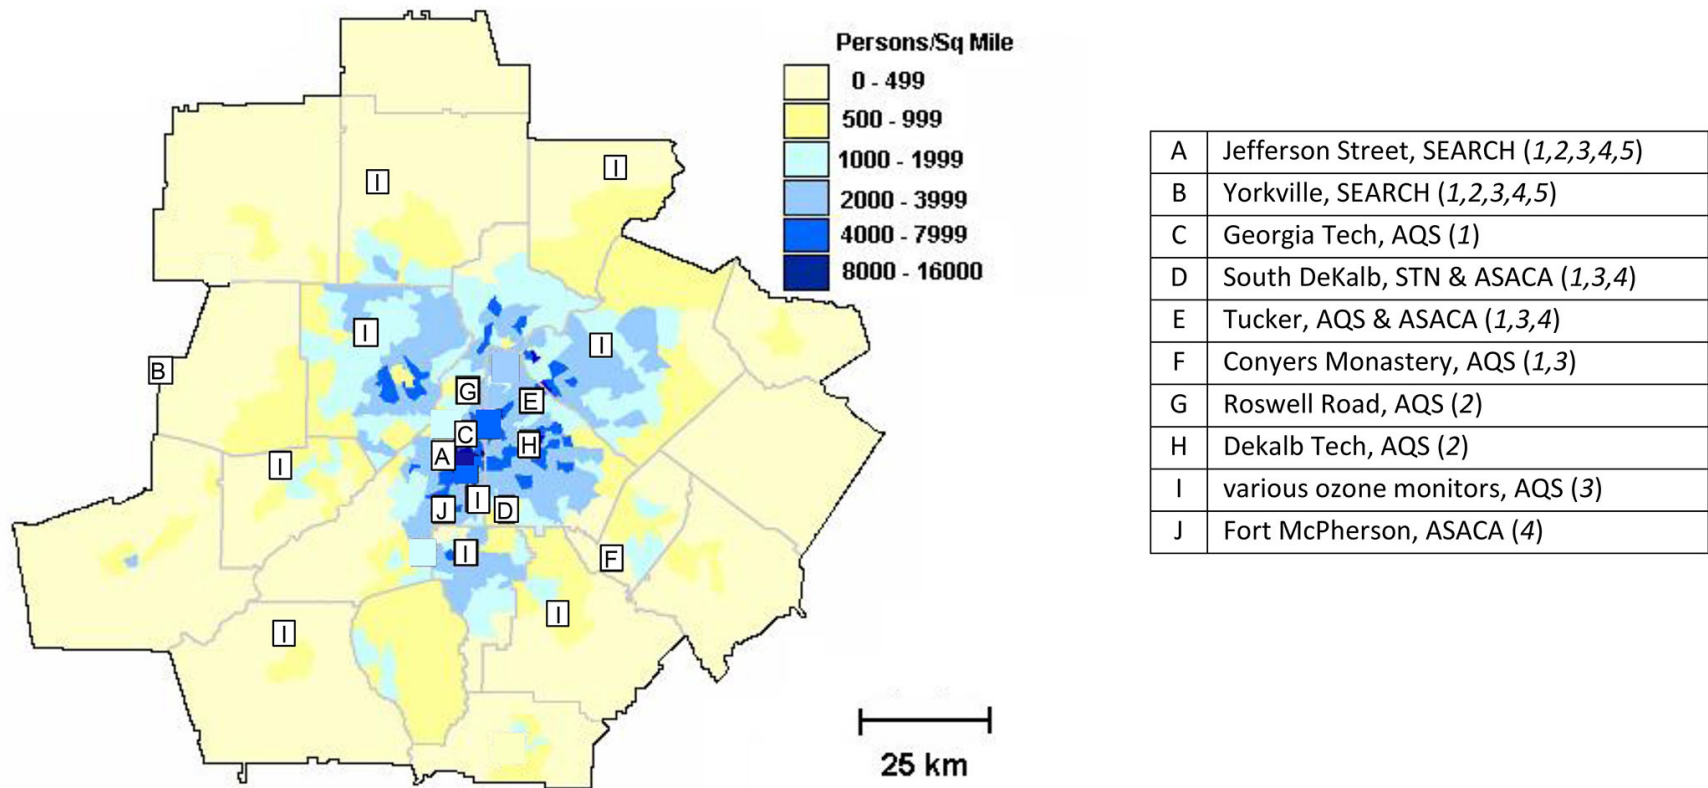 Persons/Sq Mile
0 - 499
500 - 999
1000 - 1999
2000 - 3999
4000 - 7999
8000 - 16000
I
I
I
I
B
G
E
C
H
A
I
I
J
D
I
F
I
I
25 km
A Jefferson Street, SEARCH (1,2,3,4,5)
B Yorkville, SEARCH (1,2,3,4,5)
C Georgia Tech, AQS (1)
D South DeKalb, STN & ASACA (1,3,4)
E Tucker, AQS & ASACA (1,3,4)
F Conyers Monastery, AQS (1,3)
G Roswell Road, AQS (2)
H Dekalb Tech, AQS (2)
I various ozone monitors, AQS (3)
J Fort McPherson, ASACA (4)